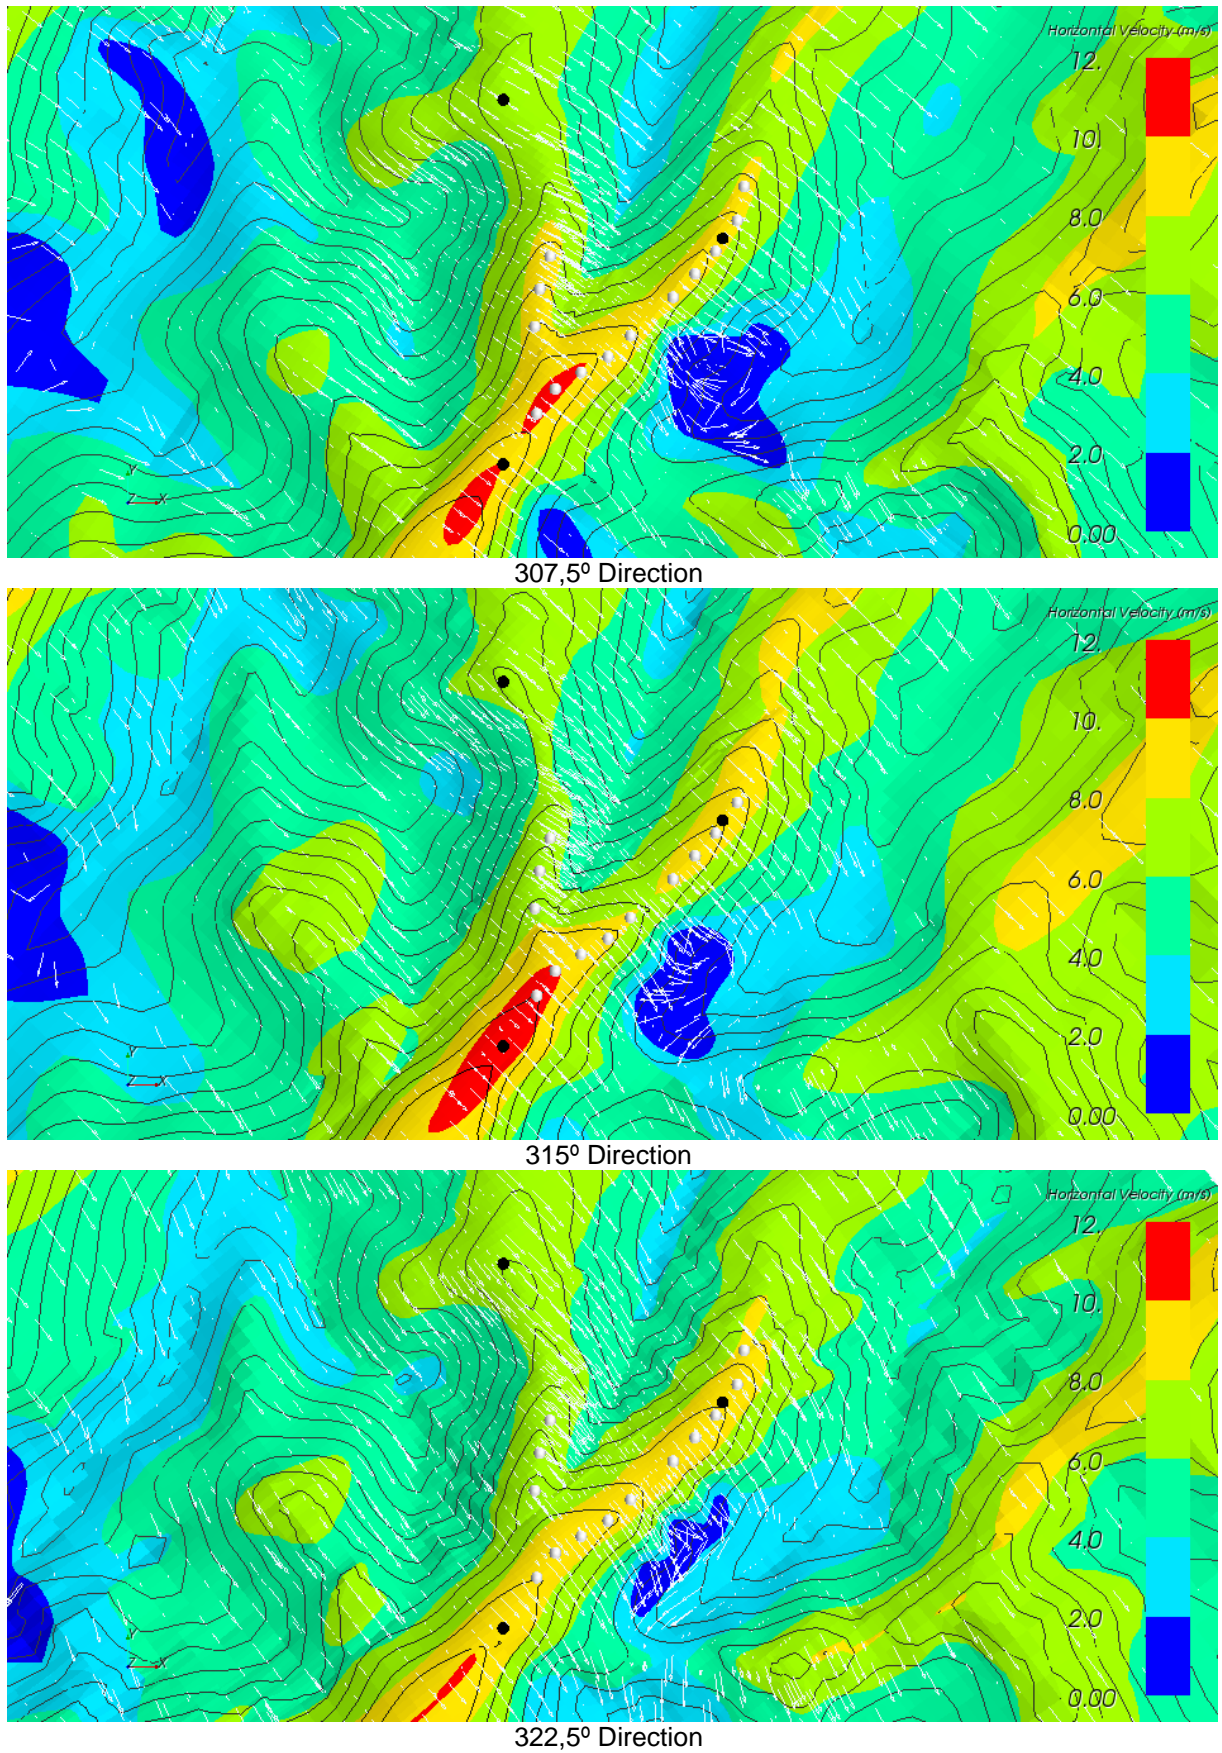 Horizontal Velocity (m/s)
12.
10.
8.0
6.0
4.0
2.0
0.00
Y
Z X
307,5º Direction
Horizontal Velocity (m/s)
12.
10.
8.0
6.0
4.0
2.0
0.00
Y
Z X
315º Direction
Horizontal Velocity (m/s)
12.
10.
8.0
6.0
4.0
2.0
0.00
Y
Z X
322,5º Direction